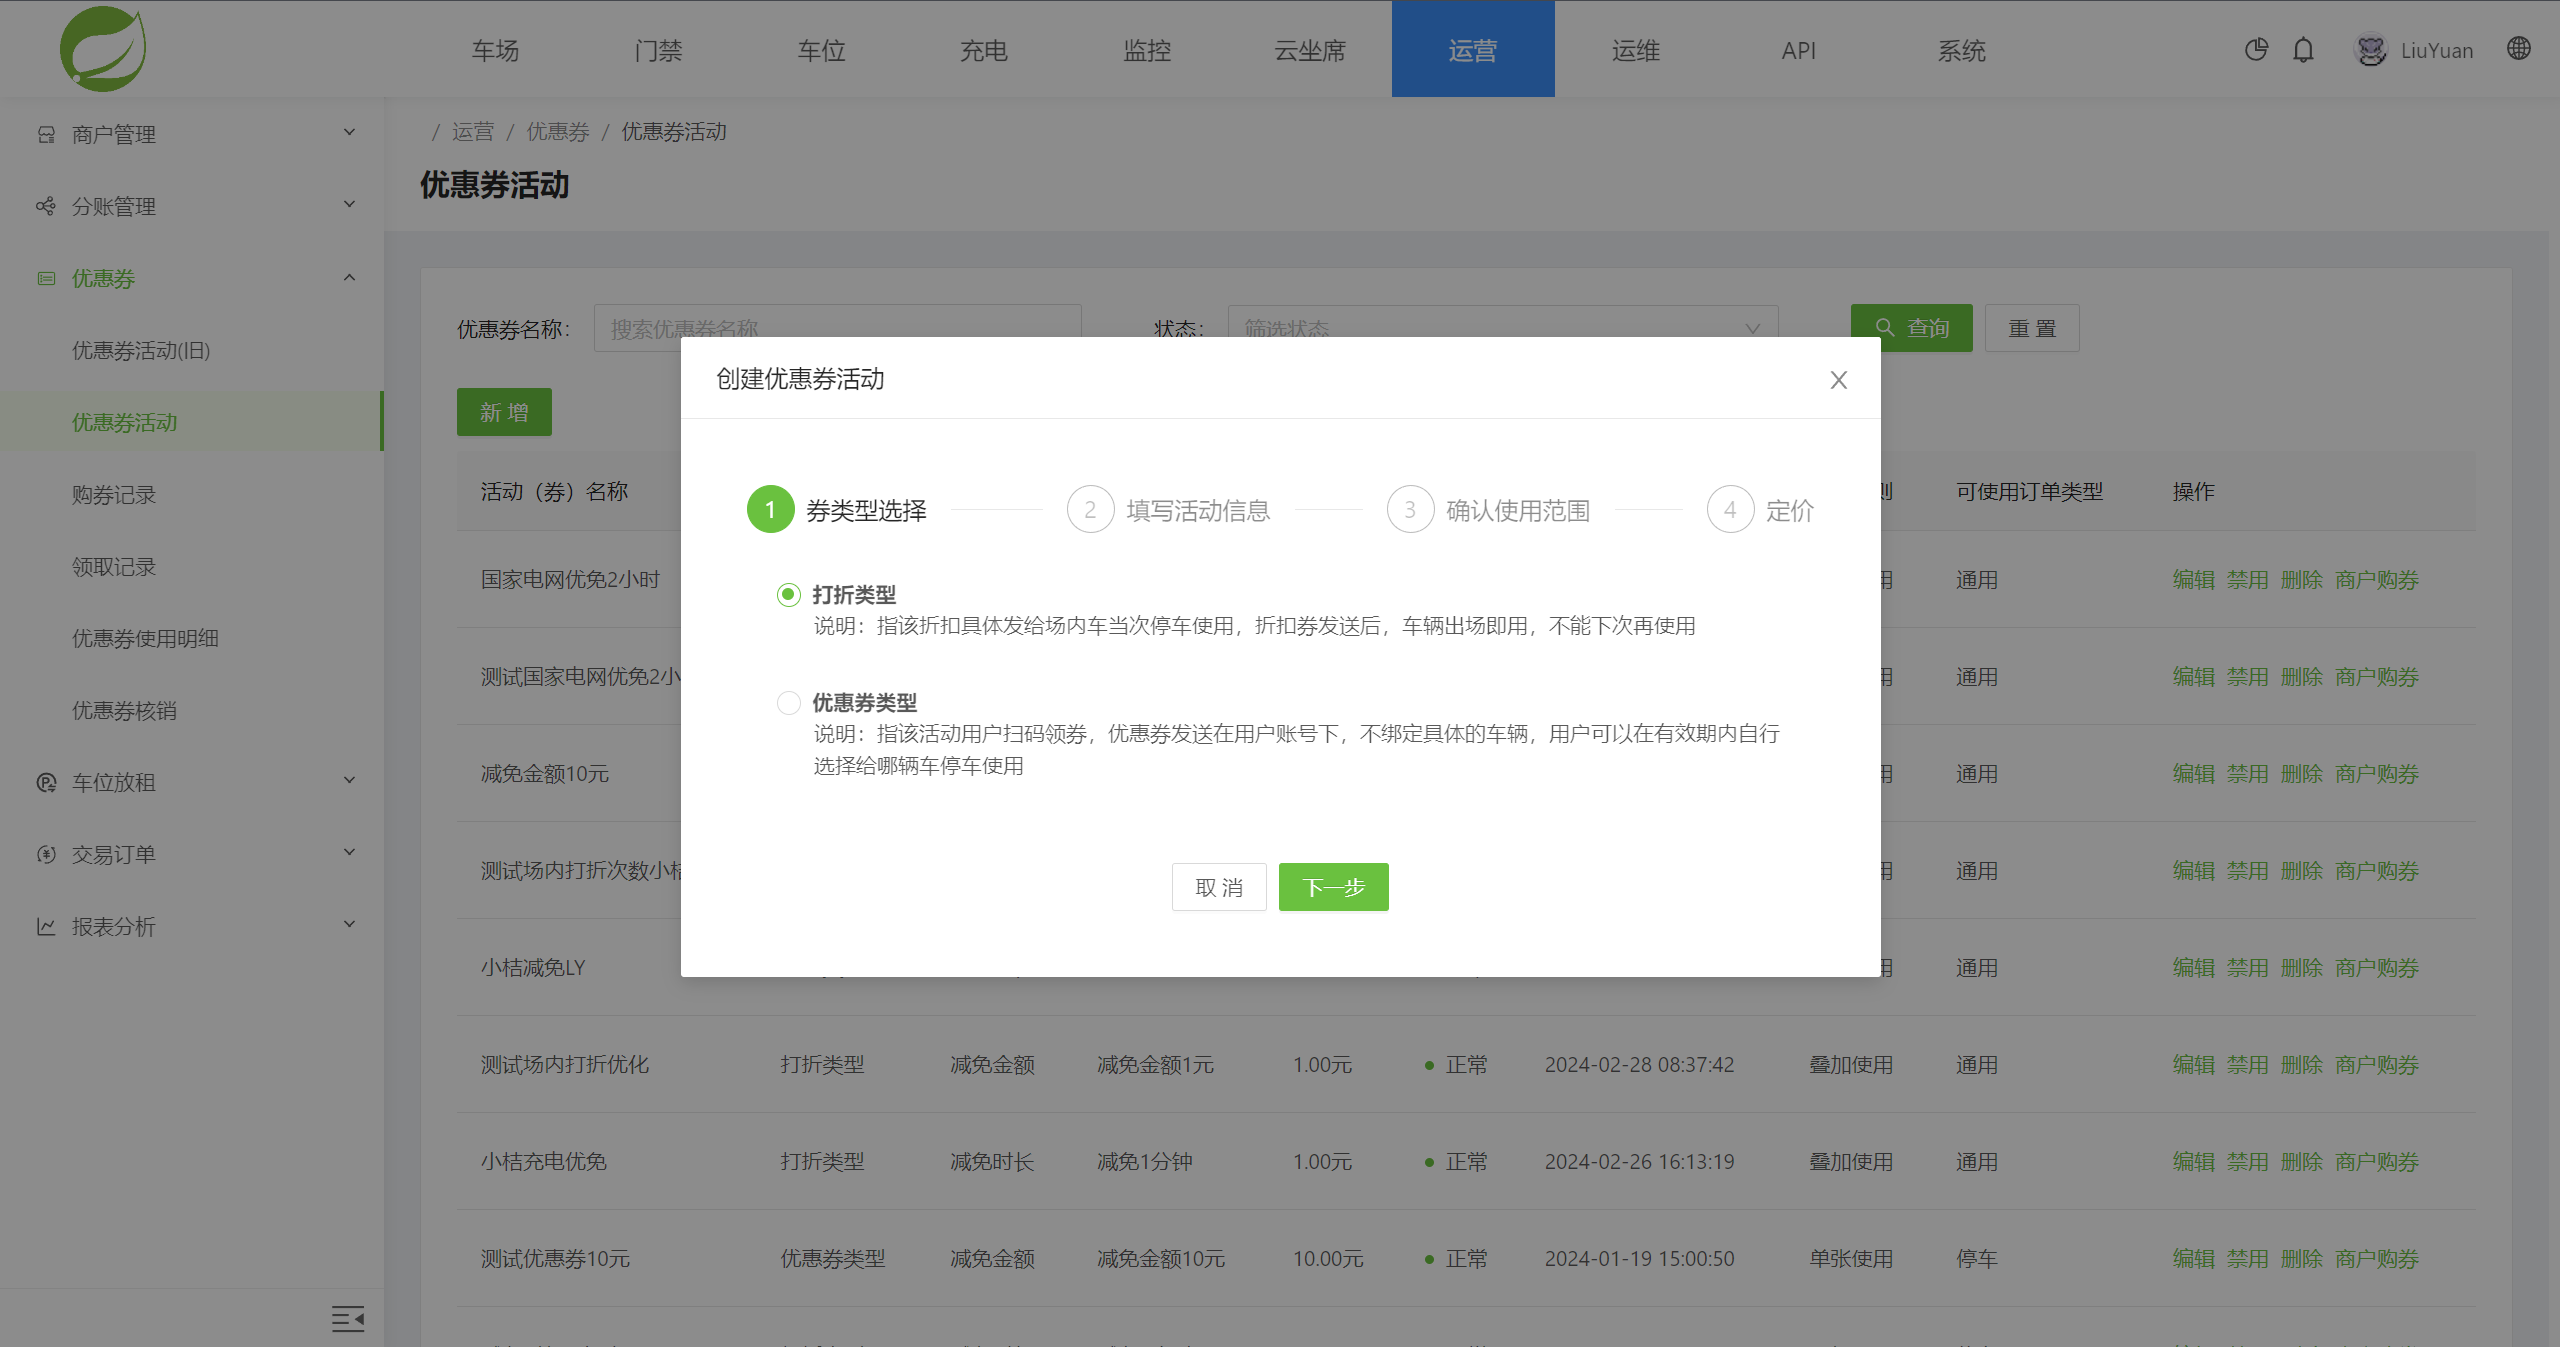 车场 门禁 车位 充电 监控 云坐席 运营 运维 API 系统 LiuYuan
商户管理
分账管理
优惠券
优惠券活动(旧)
优惠券活动
购券记录
领取记录
优惠券使用明细
优惠券核销
车位放租
交易订单
报表分析
/ 运营 / 优惠券 / 优惠券活动
优惠券活动
优惠券名称： 搜索优惠券名称 状态： 筛选状态 查询 重 置
新 增
创建优惠券活动
1 券类型选择 2 填写活动信息 3 确认使用范围 4 定价
打折类型
说明：指该折扣具体发给场内车当次停车使用，折扣券发送后，车辆出场即用，不能下次再使用
优惠券类型
说明：指该活动用户扫码领券，优惠券发送在用户账号下，不绑定具体的车辆，用户可以在有效期内自行
选择给哪辆车停车使用
取 消 下一步
活动（券）名称 可使用订单类型 操作
国家电网优免2小时 通用 编辑 禁用 删除 商户购券
测试国家电网优免2小 通用 编辑 禁用 删除 商户购券
减免金额10元 通用 编辑 禁用 删除 商户购券
测试场内打折次数小 通用 编辑 禁用 删除 商户购券
小桔减免LY 通用 编辑 禁用 删除 商户购券
测试场内打折优化 打折类型 减免金额 减免金额1元 1.00元 正常 2024-02-28 08:37:42 叠加使用 通用 编辑 禁用 删除 商户购券
小桔充电优免 打折类型 减免时长 减免1分钟 1.00元 正常 2024-02-26 16:13:19 叠加使用 通用 编辑 禁用 删除 商户购券
测试优惠券10元 优惠券类型 减免金额 减免金额10元 10.00元 正常 2024-01-19 15:00:50 单张使用 停车 编辑 禁用 删除 商户购券